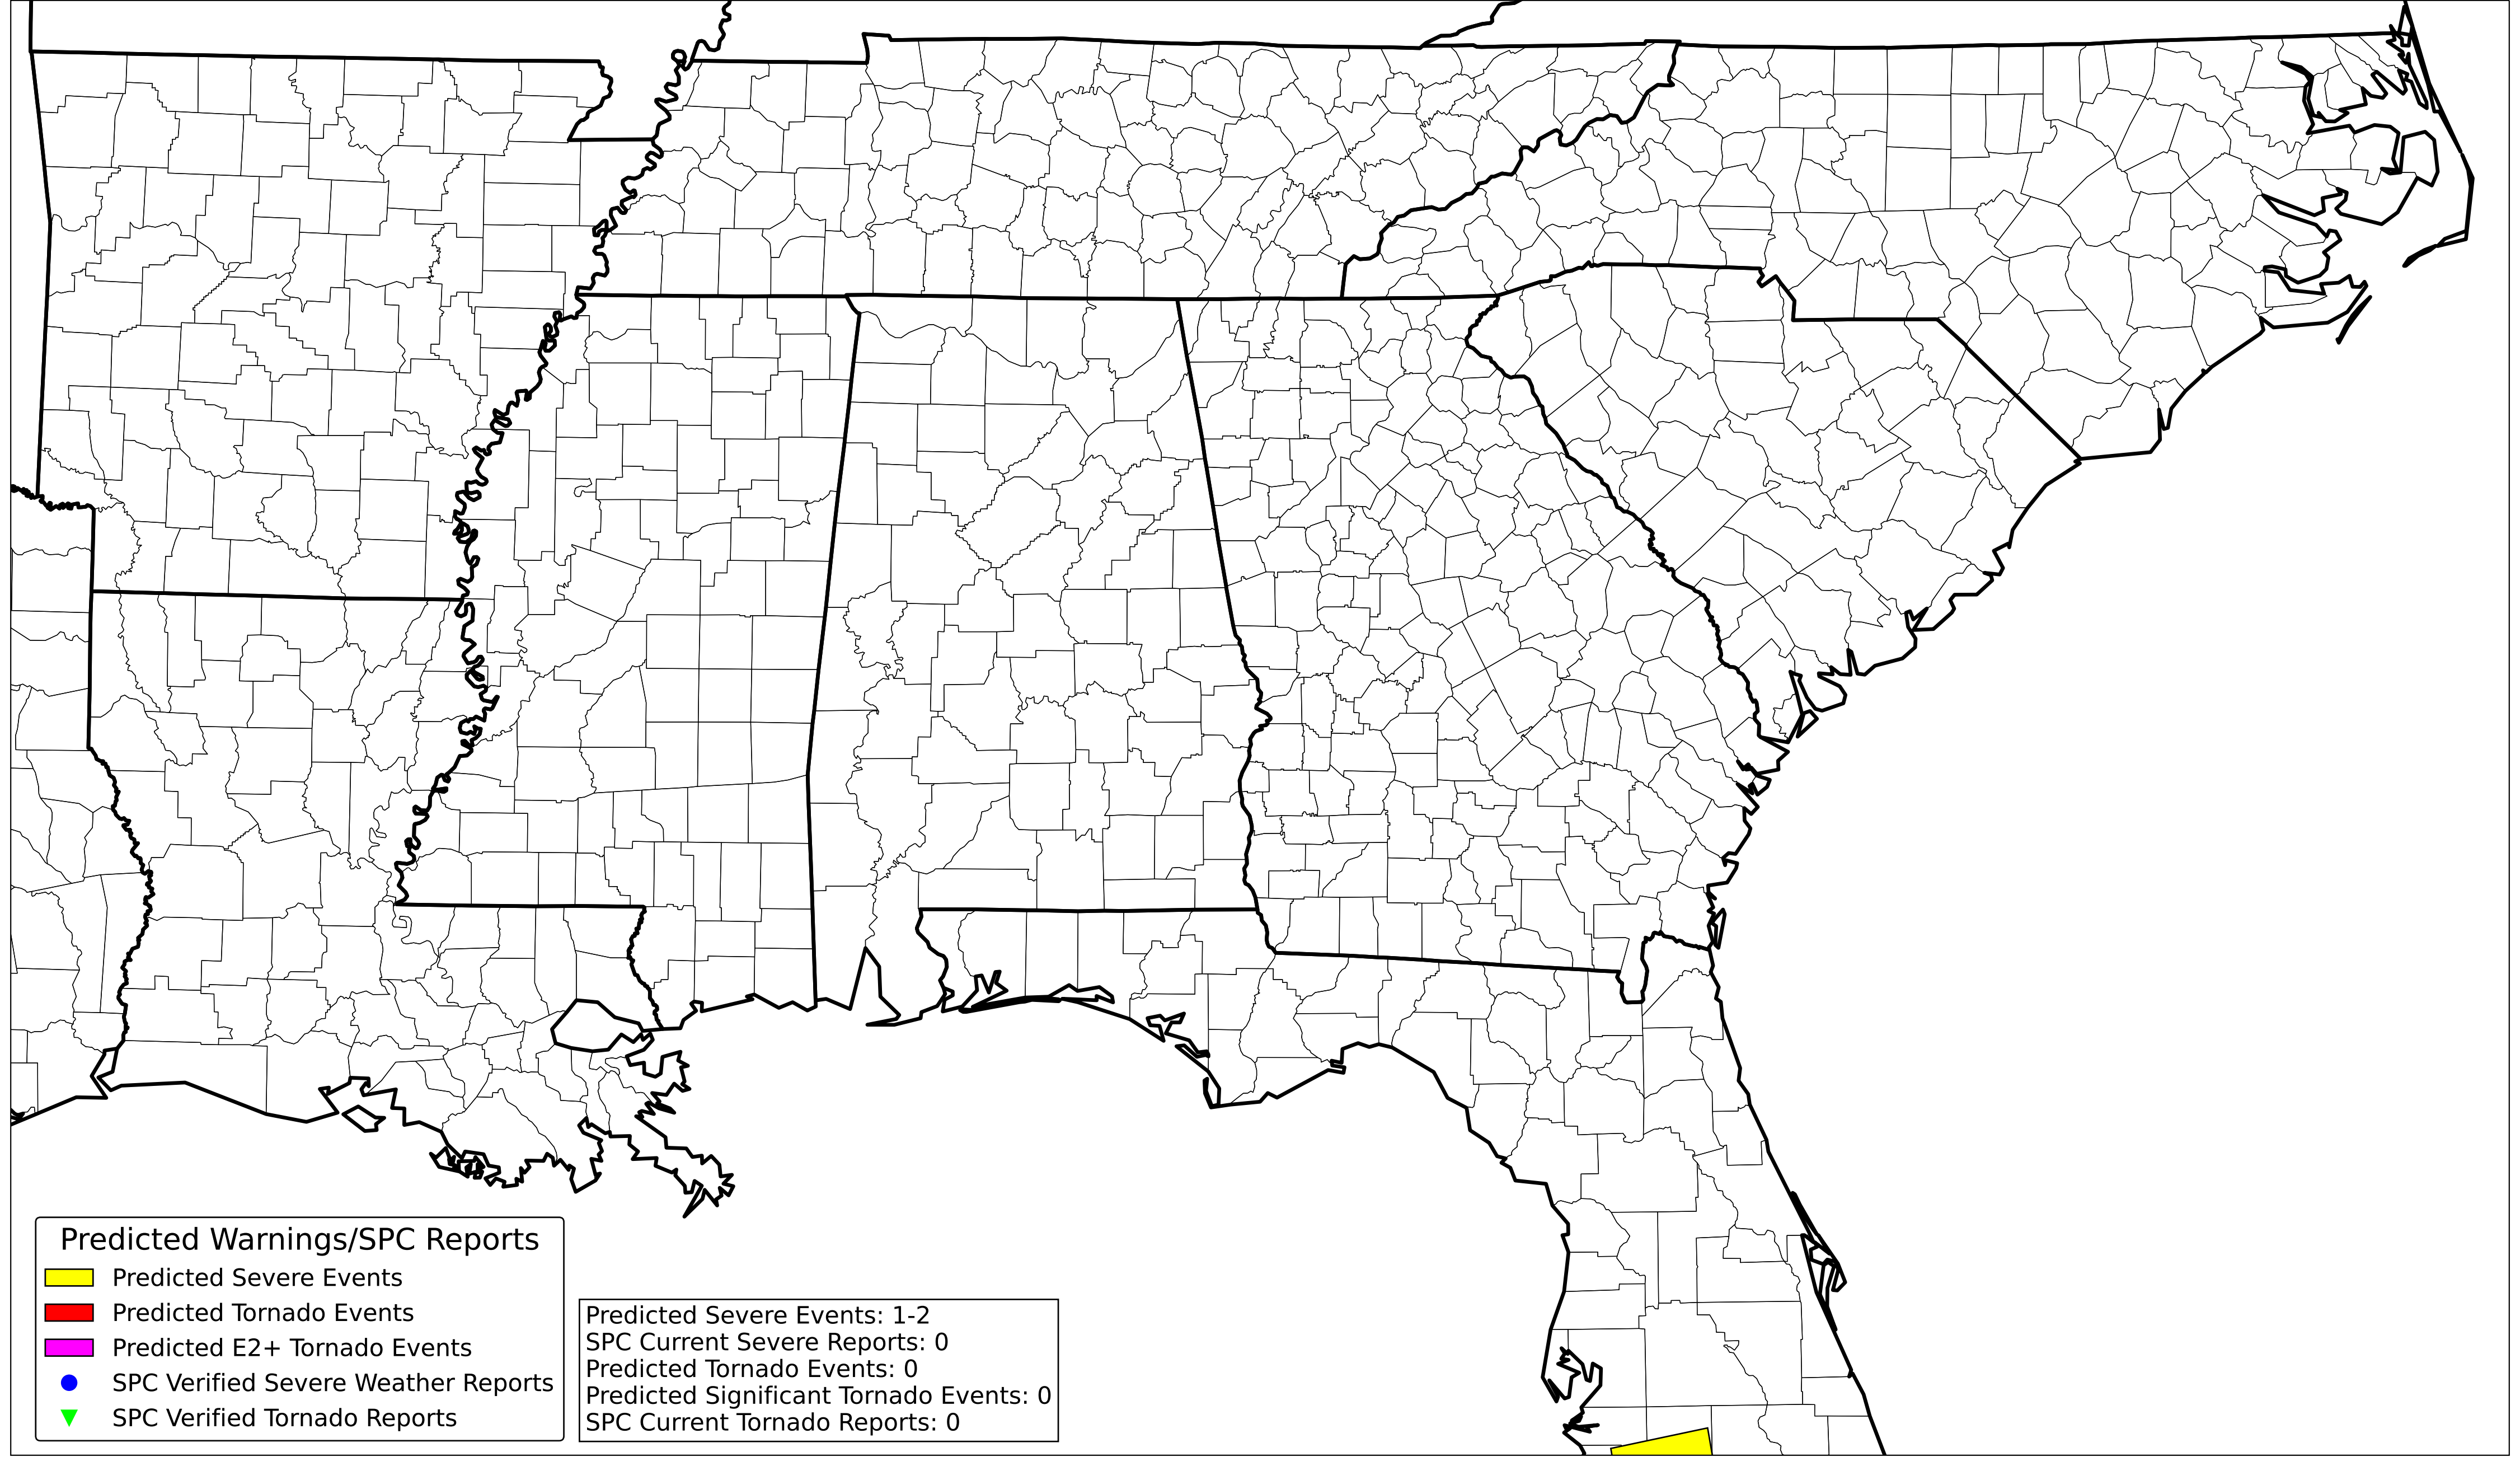 Predicted Warnings/SPC Reports
Predicted Severe Events
Predicted Tornado Events
Predicted E2+ Tornado Events
SPC Verified Severe Weather Reports
SPC Verified Tornado Reports
Predicted Severe Events: 1-2
SPC Current Severe Reports: 0
Predicted Tornado Events: 0
Predicted Significant Tornado Events: 0
SPC Current Tornado Reports: 0